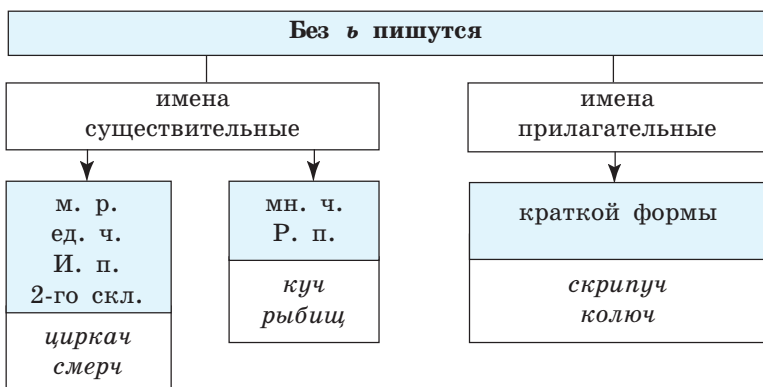 Без ь пишутся
имена
существительные
имена
прилагательные
м. р.
ед. ч.
И. п.
2-го скл.
циркач
смерч
мн. ч.
Р. п.
куч
рыбищ
краткой формы
скрипуч
колюч